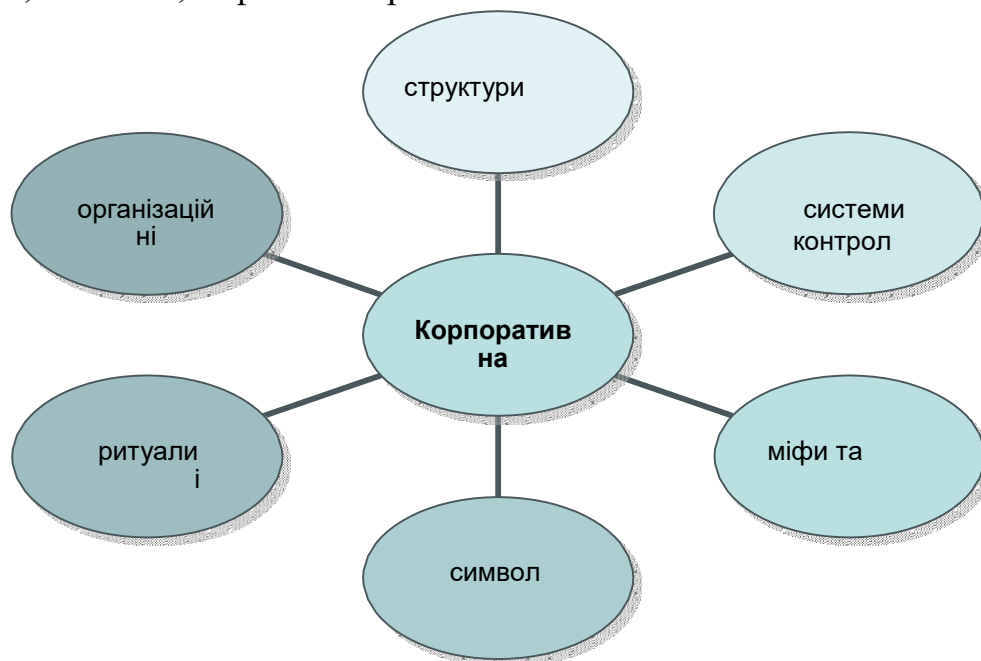 структури
організацій
ні
системи
контрол
Корпоратив
на
ритуали
і
міфи та
символ